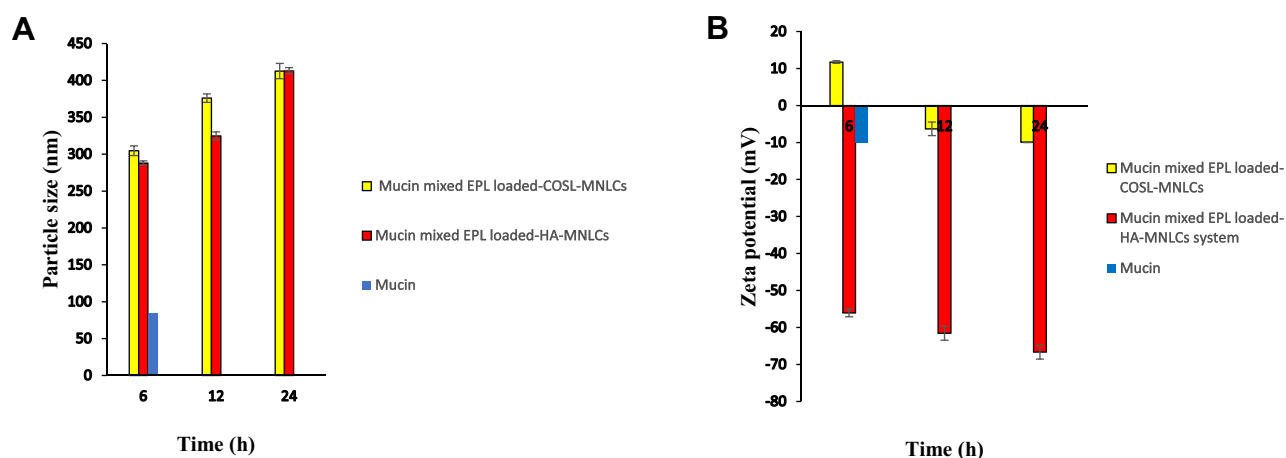 A
450
400
350
300
250
200
150
100
50
0
Particle size (nm)
6
12
24
Time (h)
Mucin mixed EPL loaded-COSL-MNLCs
Mucin mixed EPL loaded-HA-MNLCs
Mucin
B
20
10
0
-10
-20
-30
-40
-50
-60
-70
-80
Zeta potential (mV)
6
12
24
Time (h)
Mucin mixed EPL loaded-
COSL-MNLCs
Mucin mixed EPL loaded-
HA-MNLCs system
Mucin